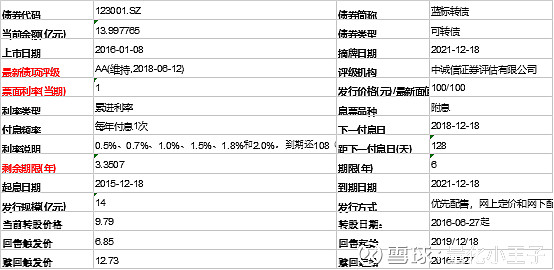 债券代码 123001.SZ 债券简称 蓝标转债
当前余额(亿元) 13.997765 债券类型 可转债
上市日期 2016-01-08 摘牌日期 2021-12-18
最新债项评级 AA(维持,2018-06-12) 评级机构 中诚信证券评估有限公司
票面利率(当期) 1 发行价格(元)/最新面值 100/100
利率类型 累进利率 息票品种 附息
付息频率 每年付息1次 下一付息日 2018-12-18
利率说明 0.5%、0.7%、1.0%、1.5%、1.8%和2.0%，到期还108 距下一付息日(天) 128
剩余期限(年) 3.3507 期限(年) 6
起息日期 2015-12-18 到期日期 2021-12-18
发行规模(亿元) 14 发行方式 优先配售，网上定价和网下配
当前转股价格 9.79 转股日期: 2016-06-27起
回售触发价 6.85 回售 2019/12/18
赎回触发价 12.73 赎回 2016/6/27
雪球